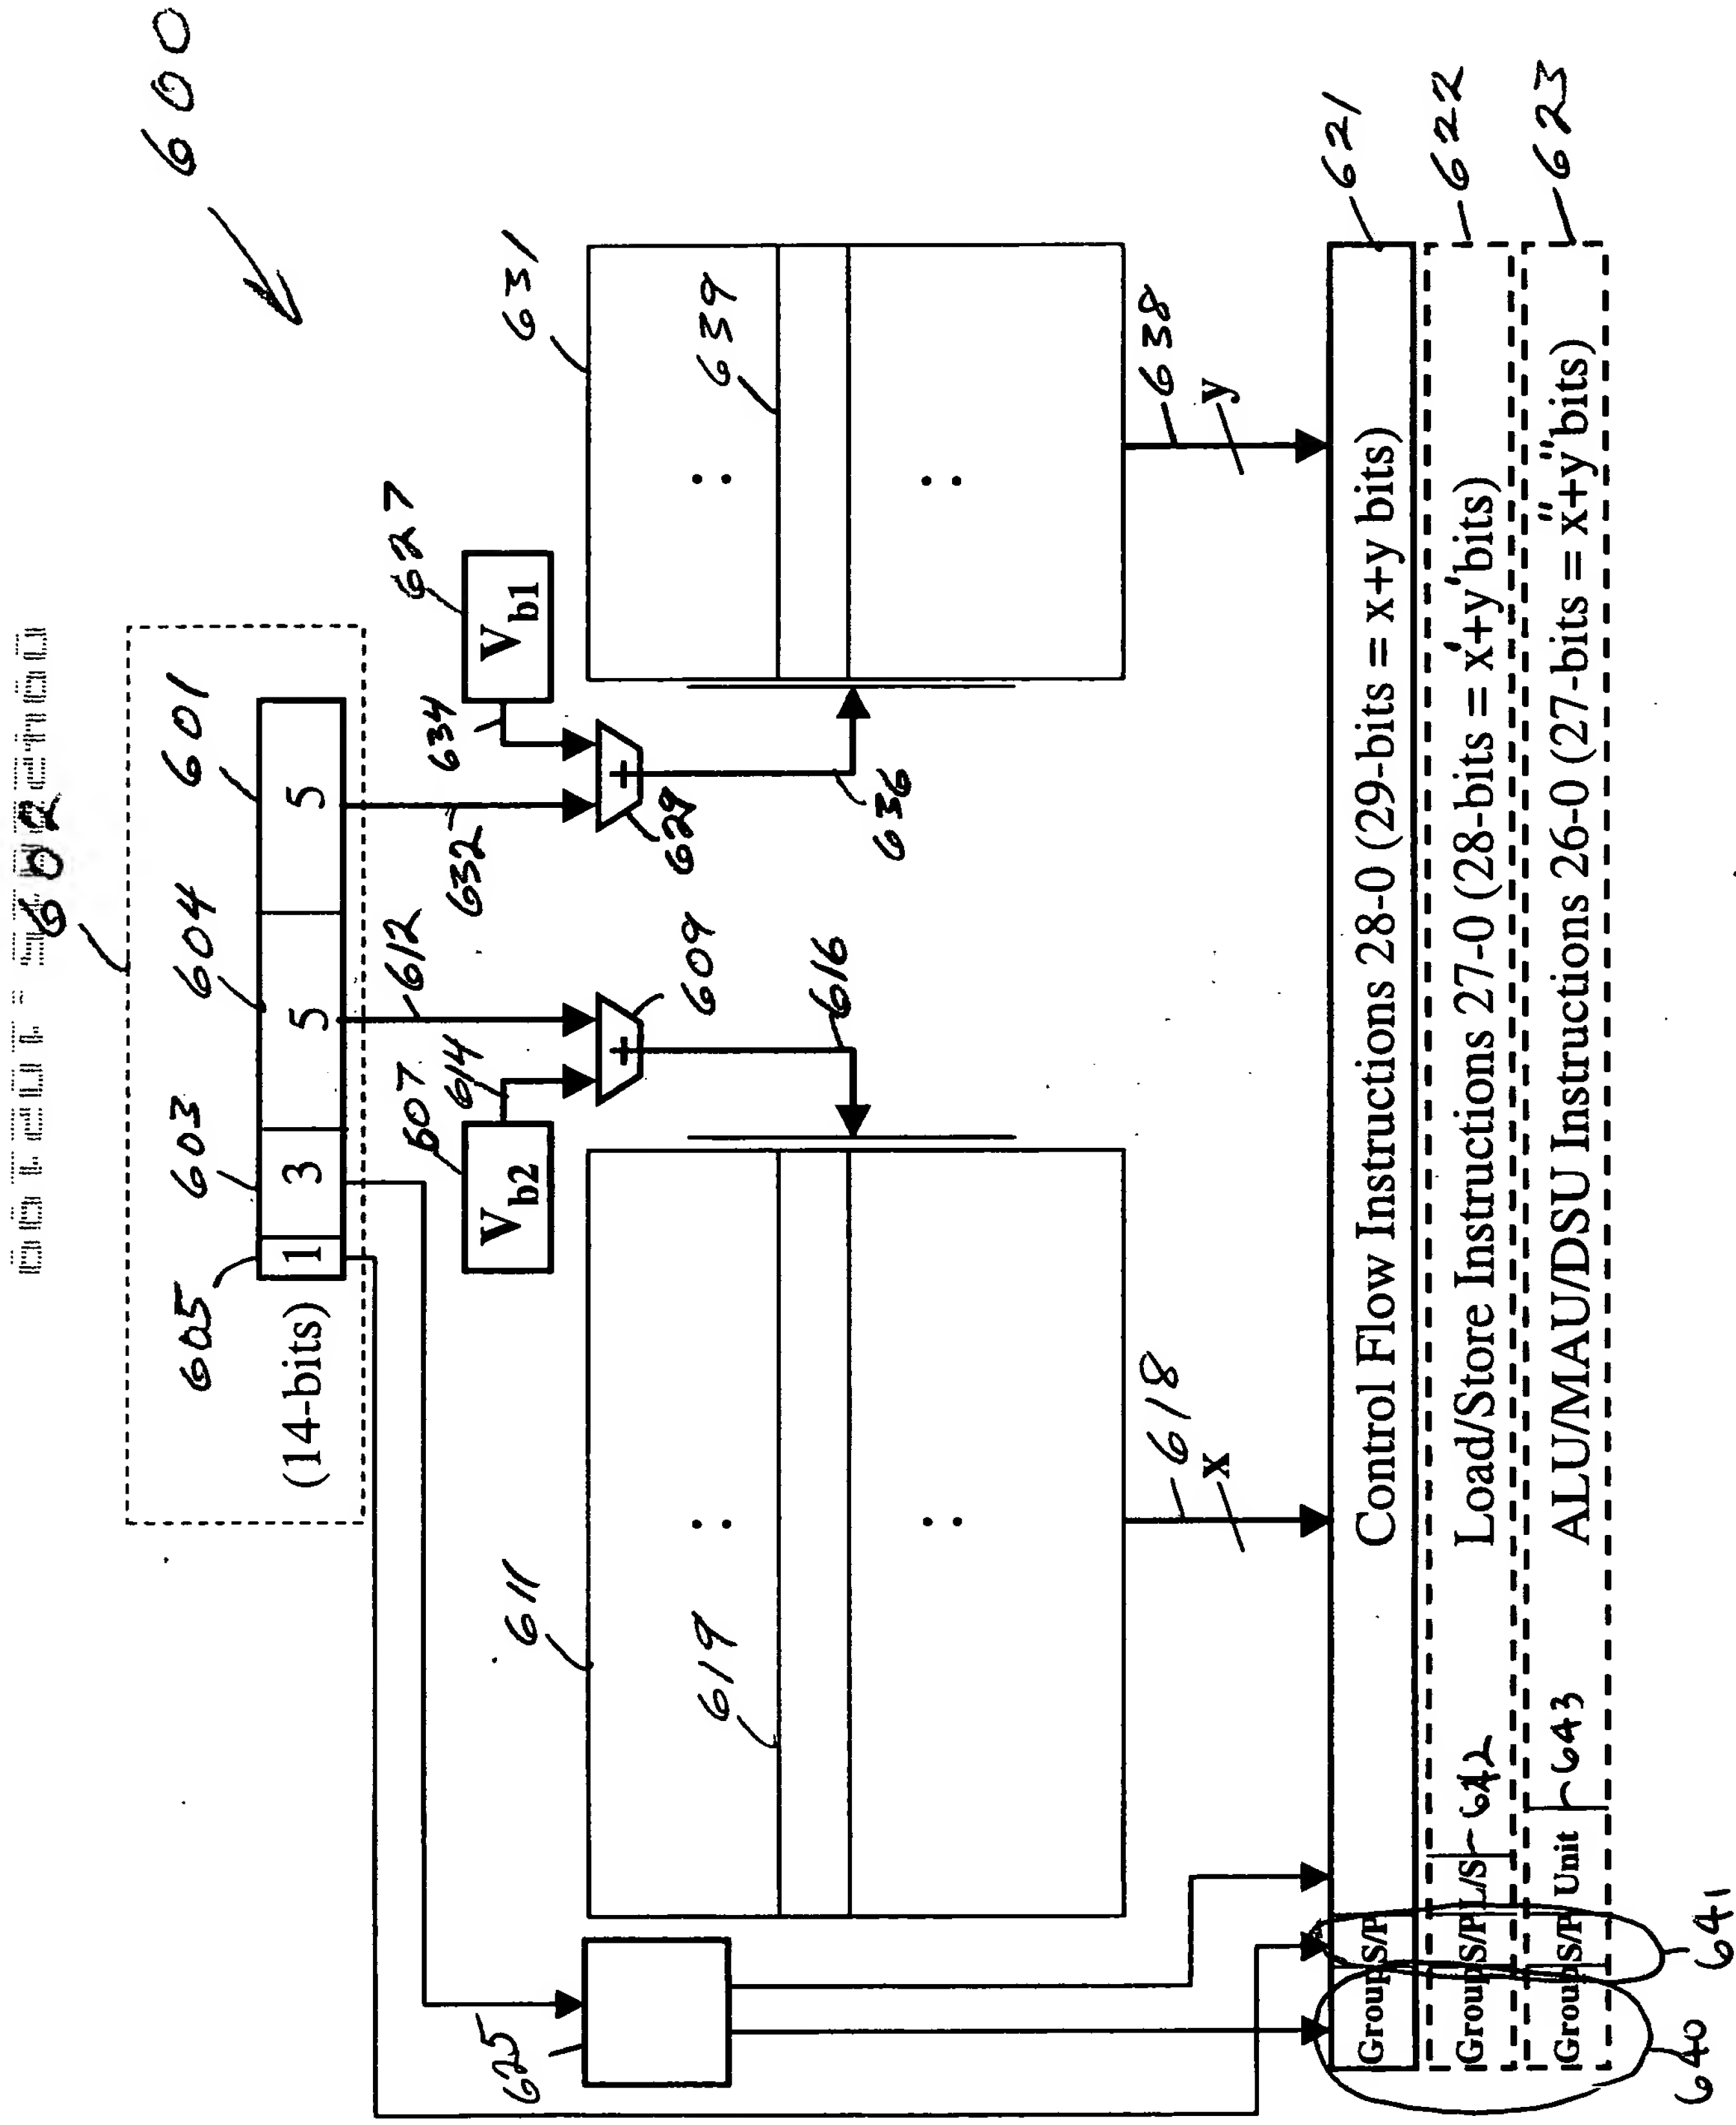 600
602
605
603
604
601
(14-bits)
1
3
5
5
607
614
612
632
634
627
V b2
V b1
609
629
616
636
611
631
619
639
:
:
:
:
625
618
638
x
y
Group
S/P
Control Flow Instructions 28-0 (29-bits = x+y bits)
621
Group
S/P
L/S
642
Load/Store Instructions 27-0 (28-bits = x'+y' bits)
622
Group
S/P
Unit
643
ALU/MAU/DSU Instructions 26-0 (27-bits = x''+y'' bits)
623
640
641